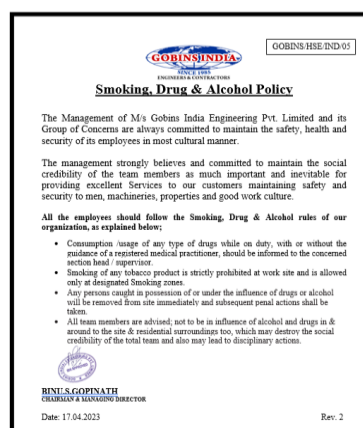 GOBINS/HSE/IND/05
GOBINS INDIA
SINCE 1985
ENGINEERS & CONTRACTORS
Smoking, Drug & Alcohol Policy
The Management of M/s Gobins India Engineering Pvt. Limited and its
Group of Concerns are always committed to maintain the safety, health and
security of its employees in most cultural manner.
The management strongly believes and committed to maintain the social
credibility of the team members as much important and inevitable for
providing excellent Services to our customers maintaining safety and
security to men, machineries, properties and good work culture.
All the employees should follow the Smoking, Drug & Alcohol rules of our
organization, as explained below;
• Consumption /usage of any type of drugs while on duty, with or without the
guidance of a registered medical practitioner, should be informed to the concerned
section head / supervisor.
• Smoking of any tobacco product is strictly prohibited at work site and is allowed
only at designated Smoking zones.
• Any persons caught in possession of or under the influence of drugs or alcohol
will be removed from site immediately and subsequent penal actions shall be
taken.
• All team members are advised; not to be in influence of alcohol and drugs in &
around to the site & residential surroundings too, which may destroy the social
credibility of the total team and also may lead to disciplinary actions.
BINU.S.GOPINATH
CHAIRMAN & MANAGING DIRECTOR
Date: 17.04.2023
Rev. 2